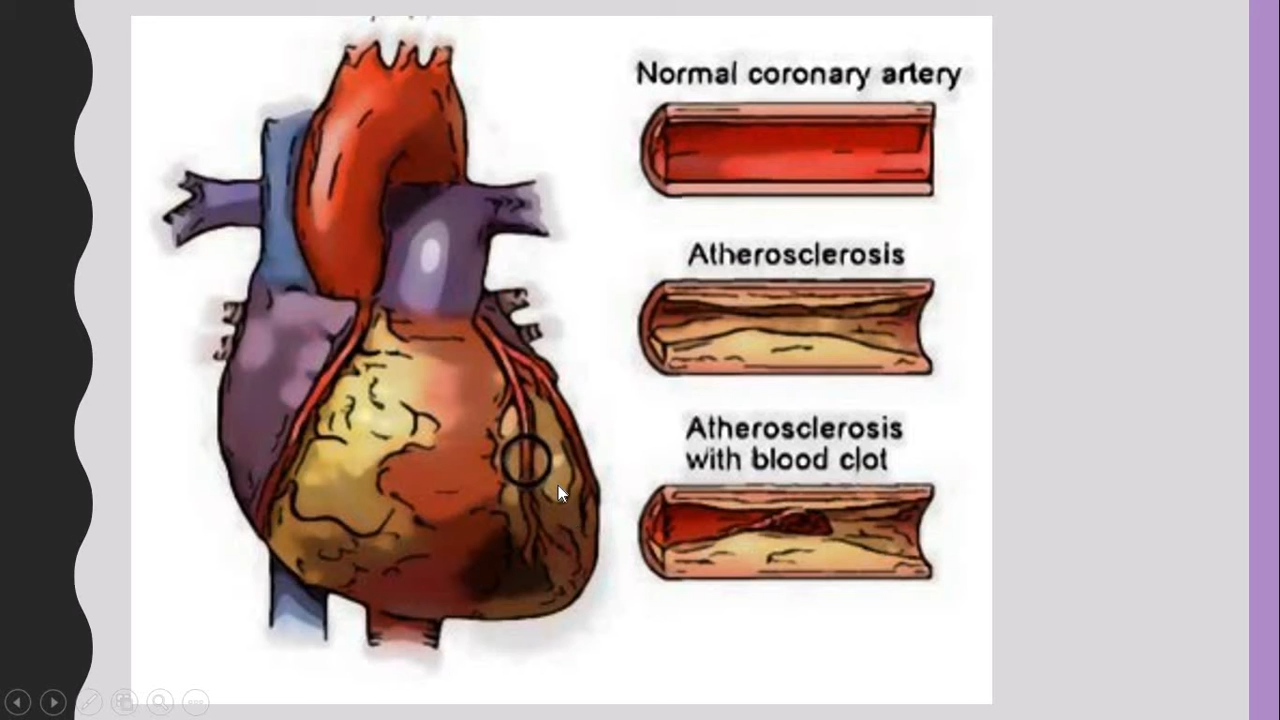 Normal coronary artery
Atherosclerosis
Atherosclerosis
with blood clot